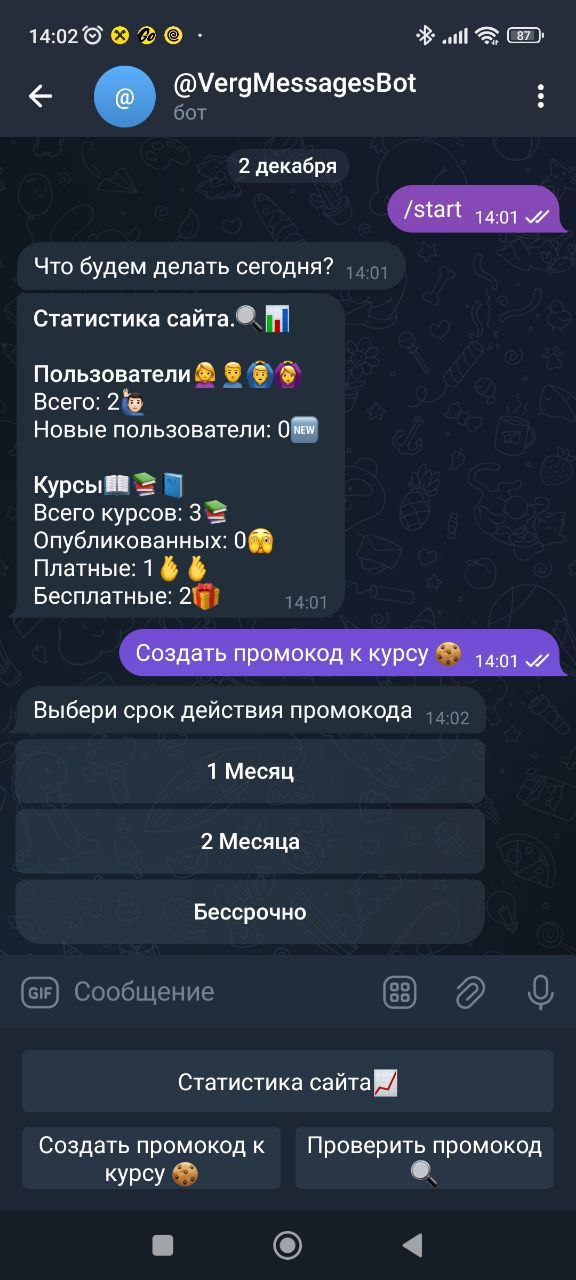 14:02
87
@
@VergMessagesBot
бот
2 декабря
/start 14:01
Что будем делать сегодня? 14:01
Статистика сайта.🔍📊
Пользователи🙍‍♀️🙎‍♂️🙆‍♂️🙆‍♀️
Всего: 2🙋🏻‍♂️
Новые пользователи: 0🆕
Курсы📖📚📘
Всего курсов: 3📚
Опубликованных: 0🫣
Платные: 1🫰🫰
Бесплатные: 2🎁 14:01
Создать промокод к курсу 🍪 14:01
Выбери срок действия промокода 14:02
1 Месяц
2 Месяца
Бессрочно
GIF Сообщение
Статистика сайта📈
Создать промокод к
курсу 🍪
Проверить промокод
🔍